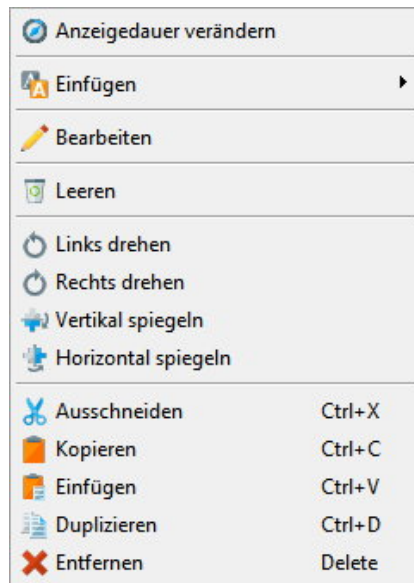 Anzeigedauer verändern
Einfügen
Bearbeiten
Leeren
Links drehen
Rechts drehen
Vertikal spiegeln
Horizontal spiegeln
Ausschneiden Ctrl+X
Kopieren Ctrl+C
Einfügen Ctrl+V
Duplizieren Ctrl+D
Entfernen Delete